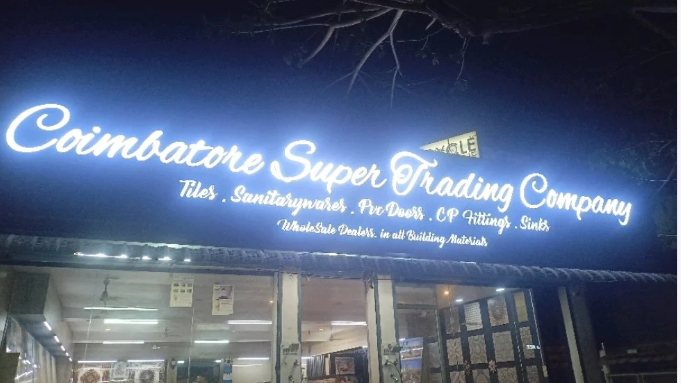 Coimbatore Super Trading Company
Tiles . Sanitarywares . Pvc Doors . CP Fittings . Sinks
WholeSale Dealers. in all Building Materials